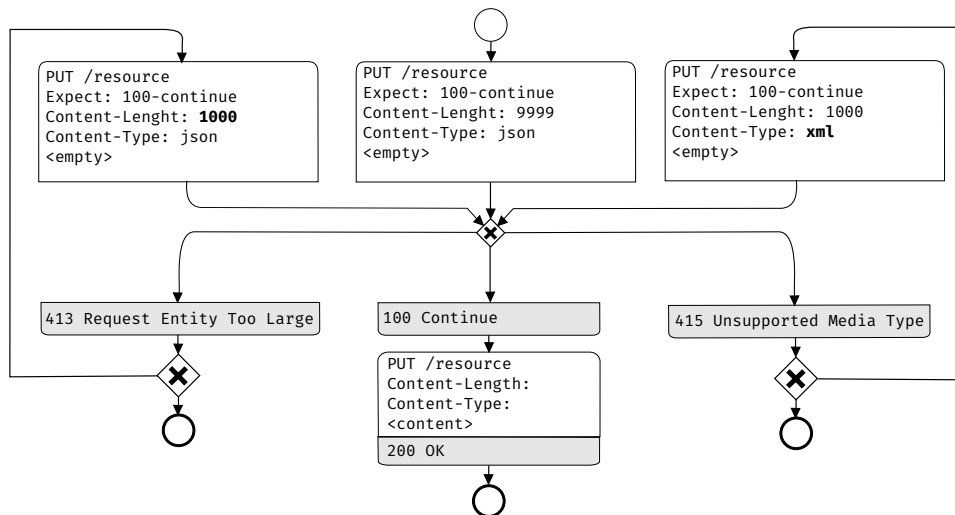 PUT /resource
Expect: 100-continue
Content-Lenght: 1000
Content-Type: json
<empty>
PUT /resource
Expect: 100-continue
Content-Lenght: 9999
Content-Type: json
<empty>
PUT /resource
Expect: 100-continue
Content-Lenght: 1000
Content-Type: xml
<empty>
413 Request Entity Too Large
100 Continue
415 Unsupported Media Type
PUT /resource
Content-Length:
Content-Type:
<content>
200 OK